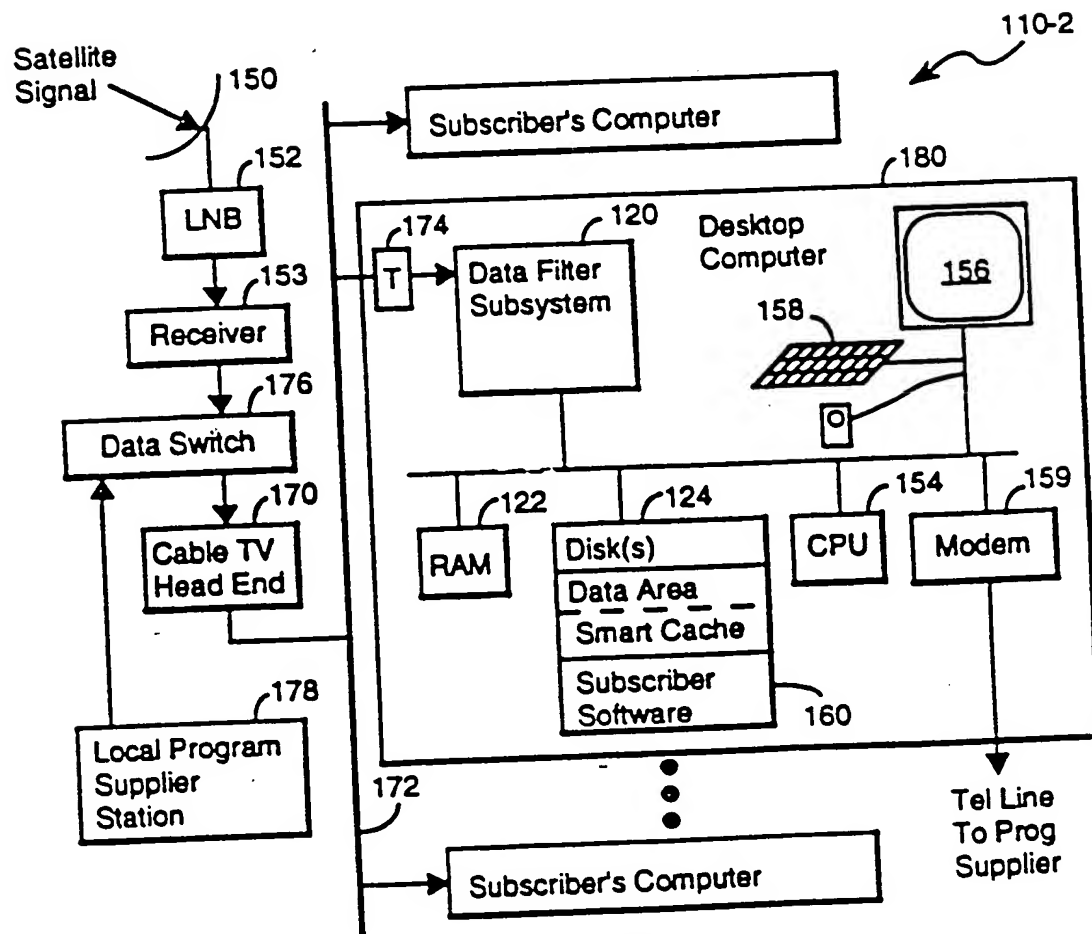 110-2
Satellite
Signal
150
Subscriber's Computer
152
LNB
180
174
T
120
Data Filter
Subsystem
Desktop
Computer
156
153
Receiver
158
176
Data Switch
170
Cable TV
Head End
122
RAM
124
Disk(s)
Data Area
Smart Cache
Subscriber
Software
160
154
CPU
159
Modem
178
Local Program
Supplier
Station
172
Tel Line
To Prog
Supplier
Subscriber's Computer